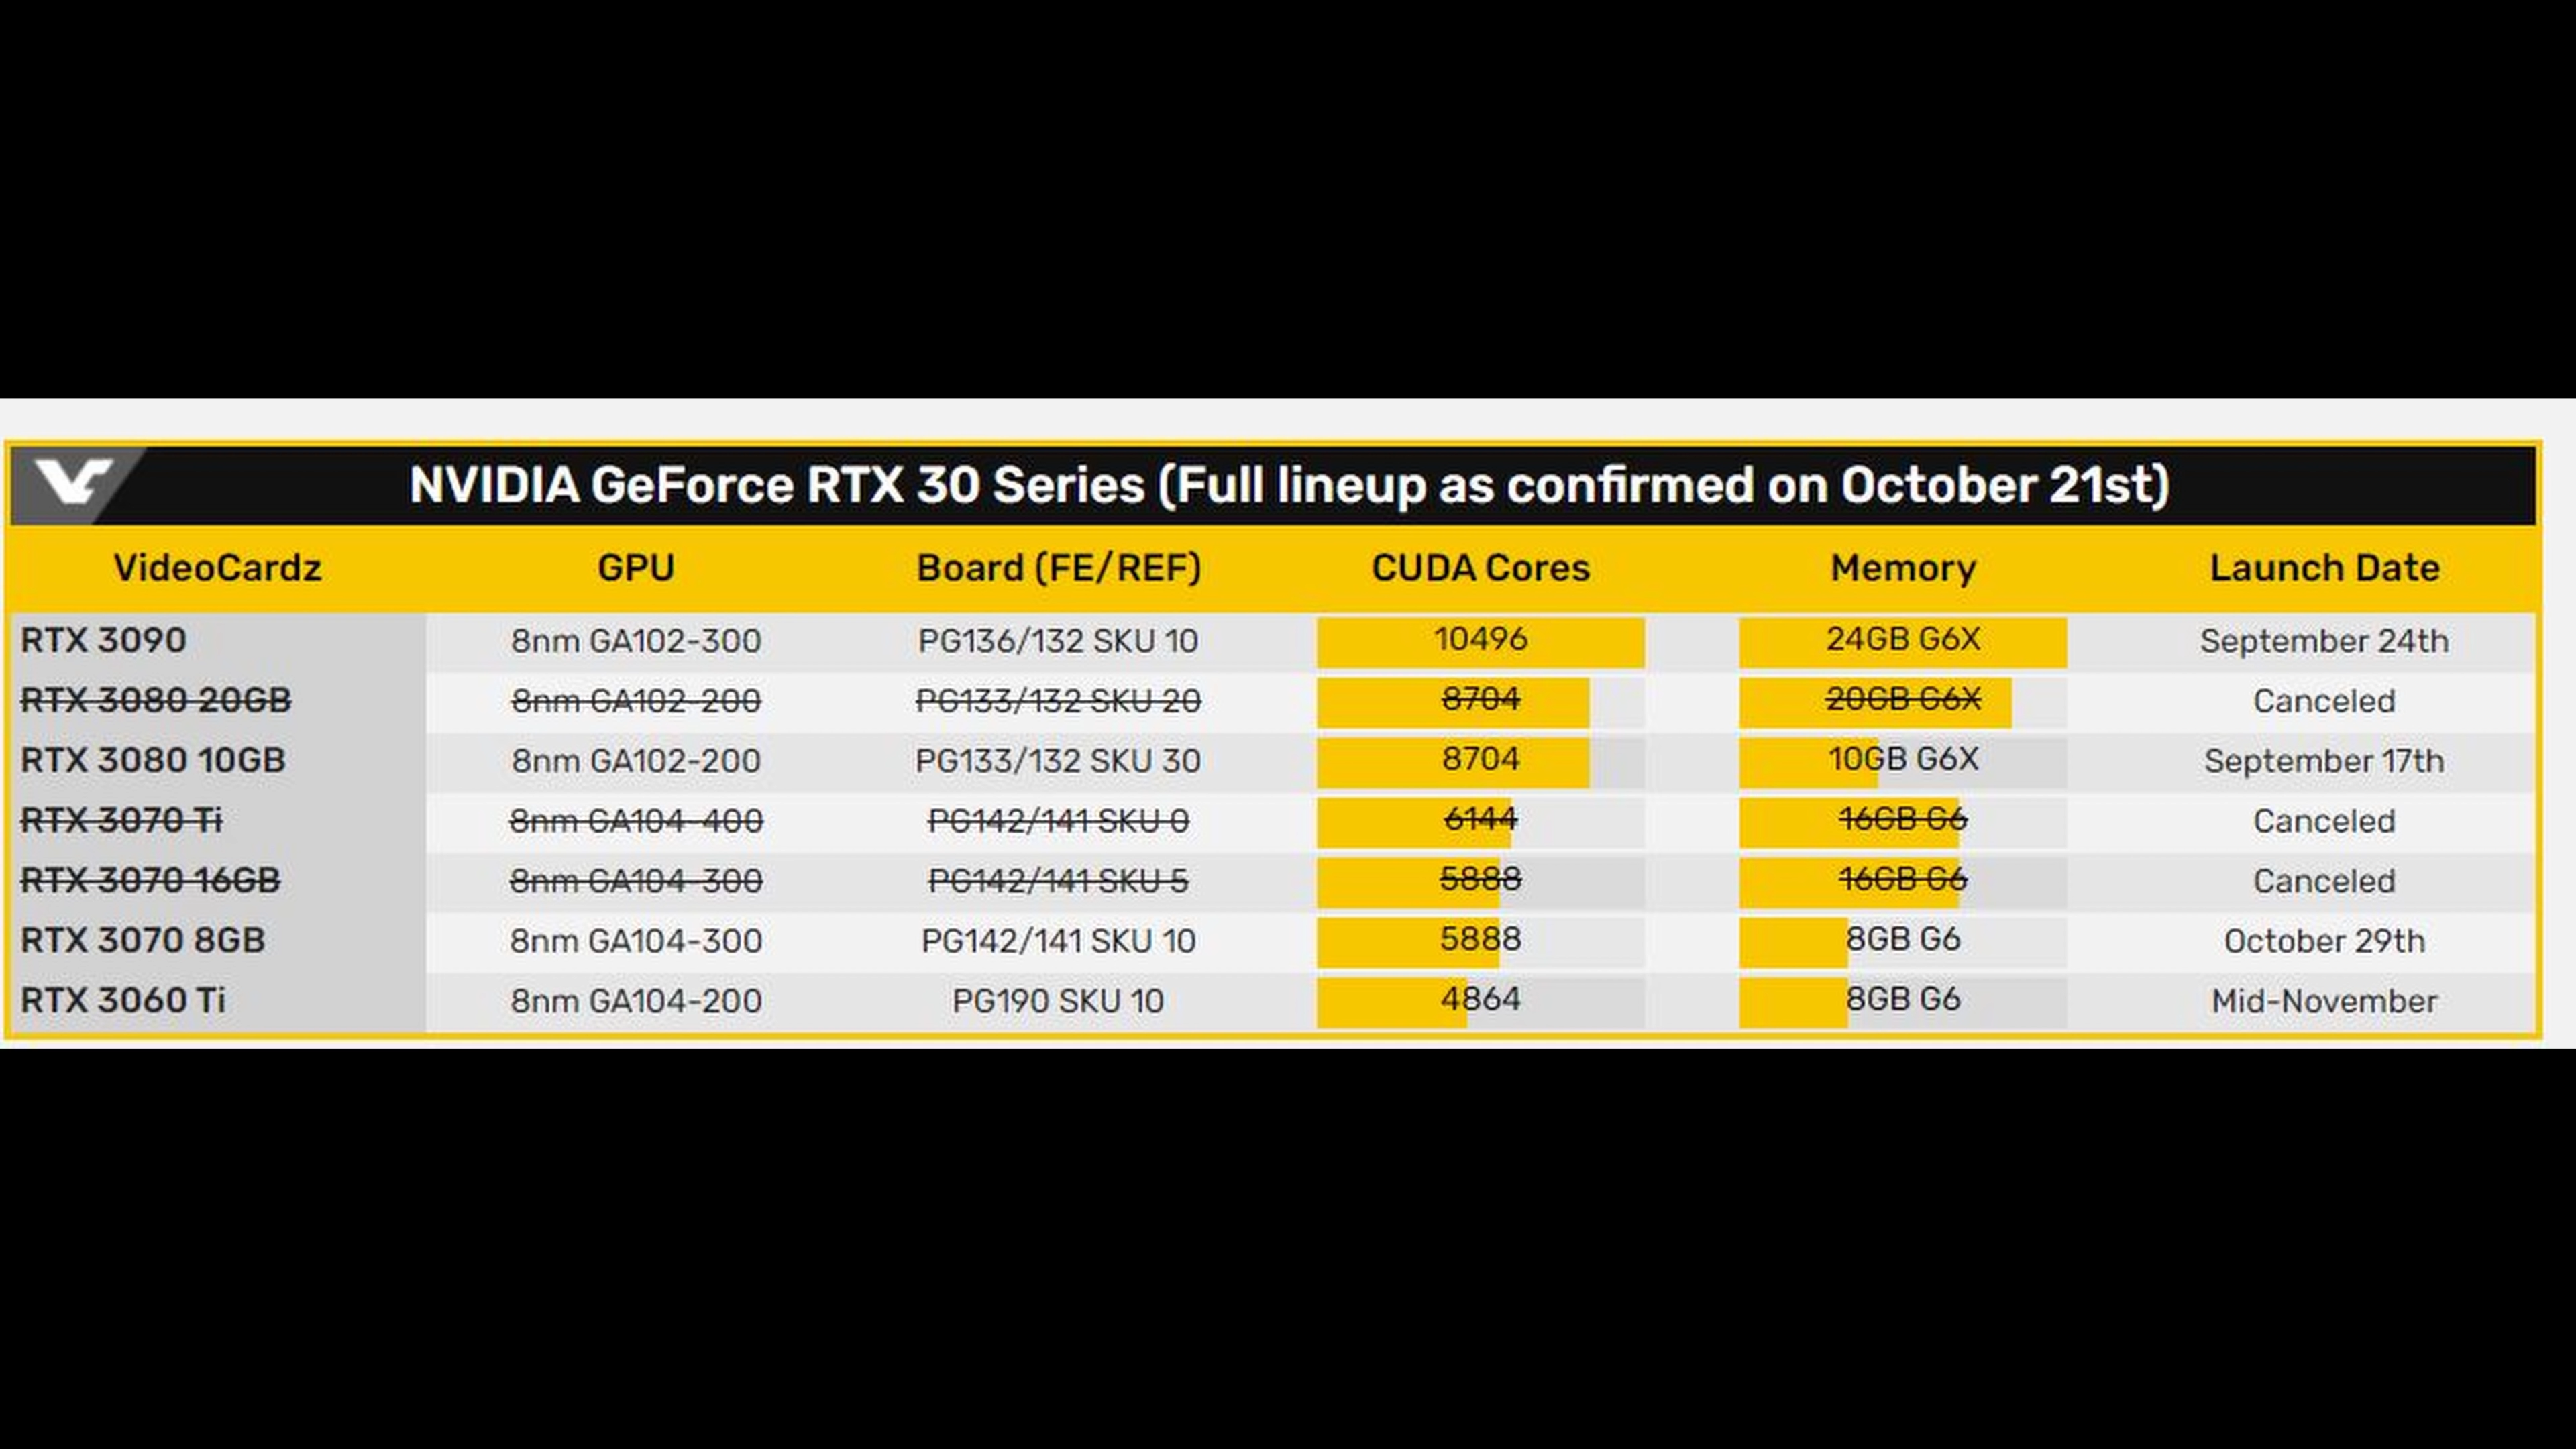 NVIDIA GeForce RTX 30 Series (Full lineup as confirmed on October 21st)
VideoCardz GPU Board (FE/REF) CUDA Cores Memory Launch Date
RTX 3090 8nm GA102-300 PG136/132 SKU 10 10496 24GB G6X September 24th
RTX 3080 20GB 8nm GA102-200 PG133/132 SKU 20 8704 20GB G6X Canceled
RTX 3080 10GB 8nm GA102-200 PG133/132 SKU 30 8704 10GB G6X September 17th
RTX 3070 Ti 8nm GA104-400 PG142/141 SKU 0 6144 16GB G6 Canceled
RTX 3070 16GB 8nm GA104-300 PG142/141 SKU 5 5888 16GB G6 Canceled
RTX 3070 8GB 8nm GA104-300 PG142/141 SKU 10 5888 8GB G6 October 29th
RTX 3060 Ti 8nm GA104-200 PG190 SKU 10 4864 8GB G6 Mid-November